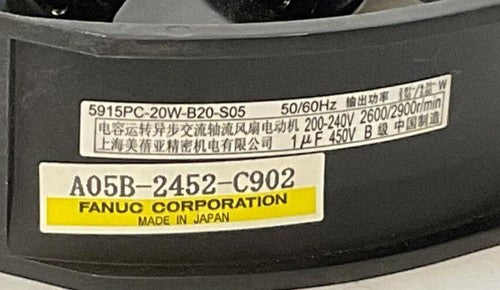 5915PC-20W-B20-S05 50/60Hz 输出功率 W
电容运转异步交流轴流风扇电动机 200-240V 2600/2900r/min
上海美蓓亚精密机电有限公司 1μF 450V B级 中国制造
A05B-2452-C902
FANUC CORPORATION
MADE IN JAPAN